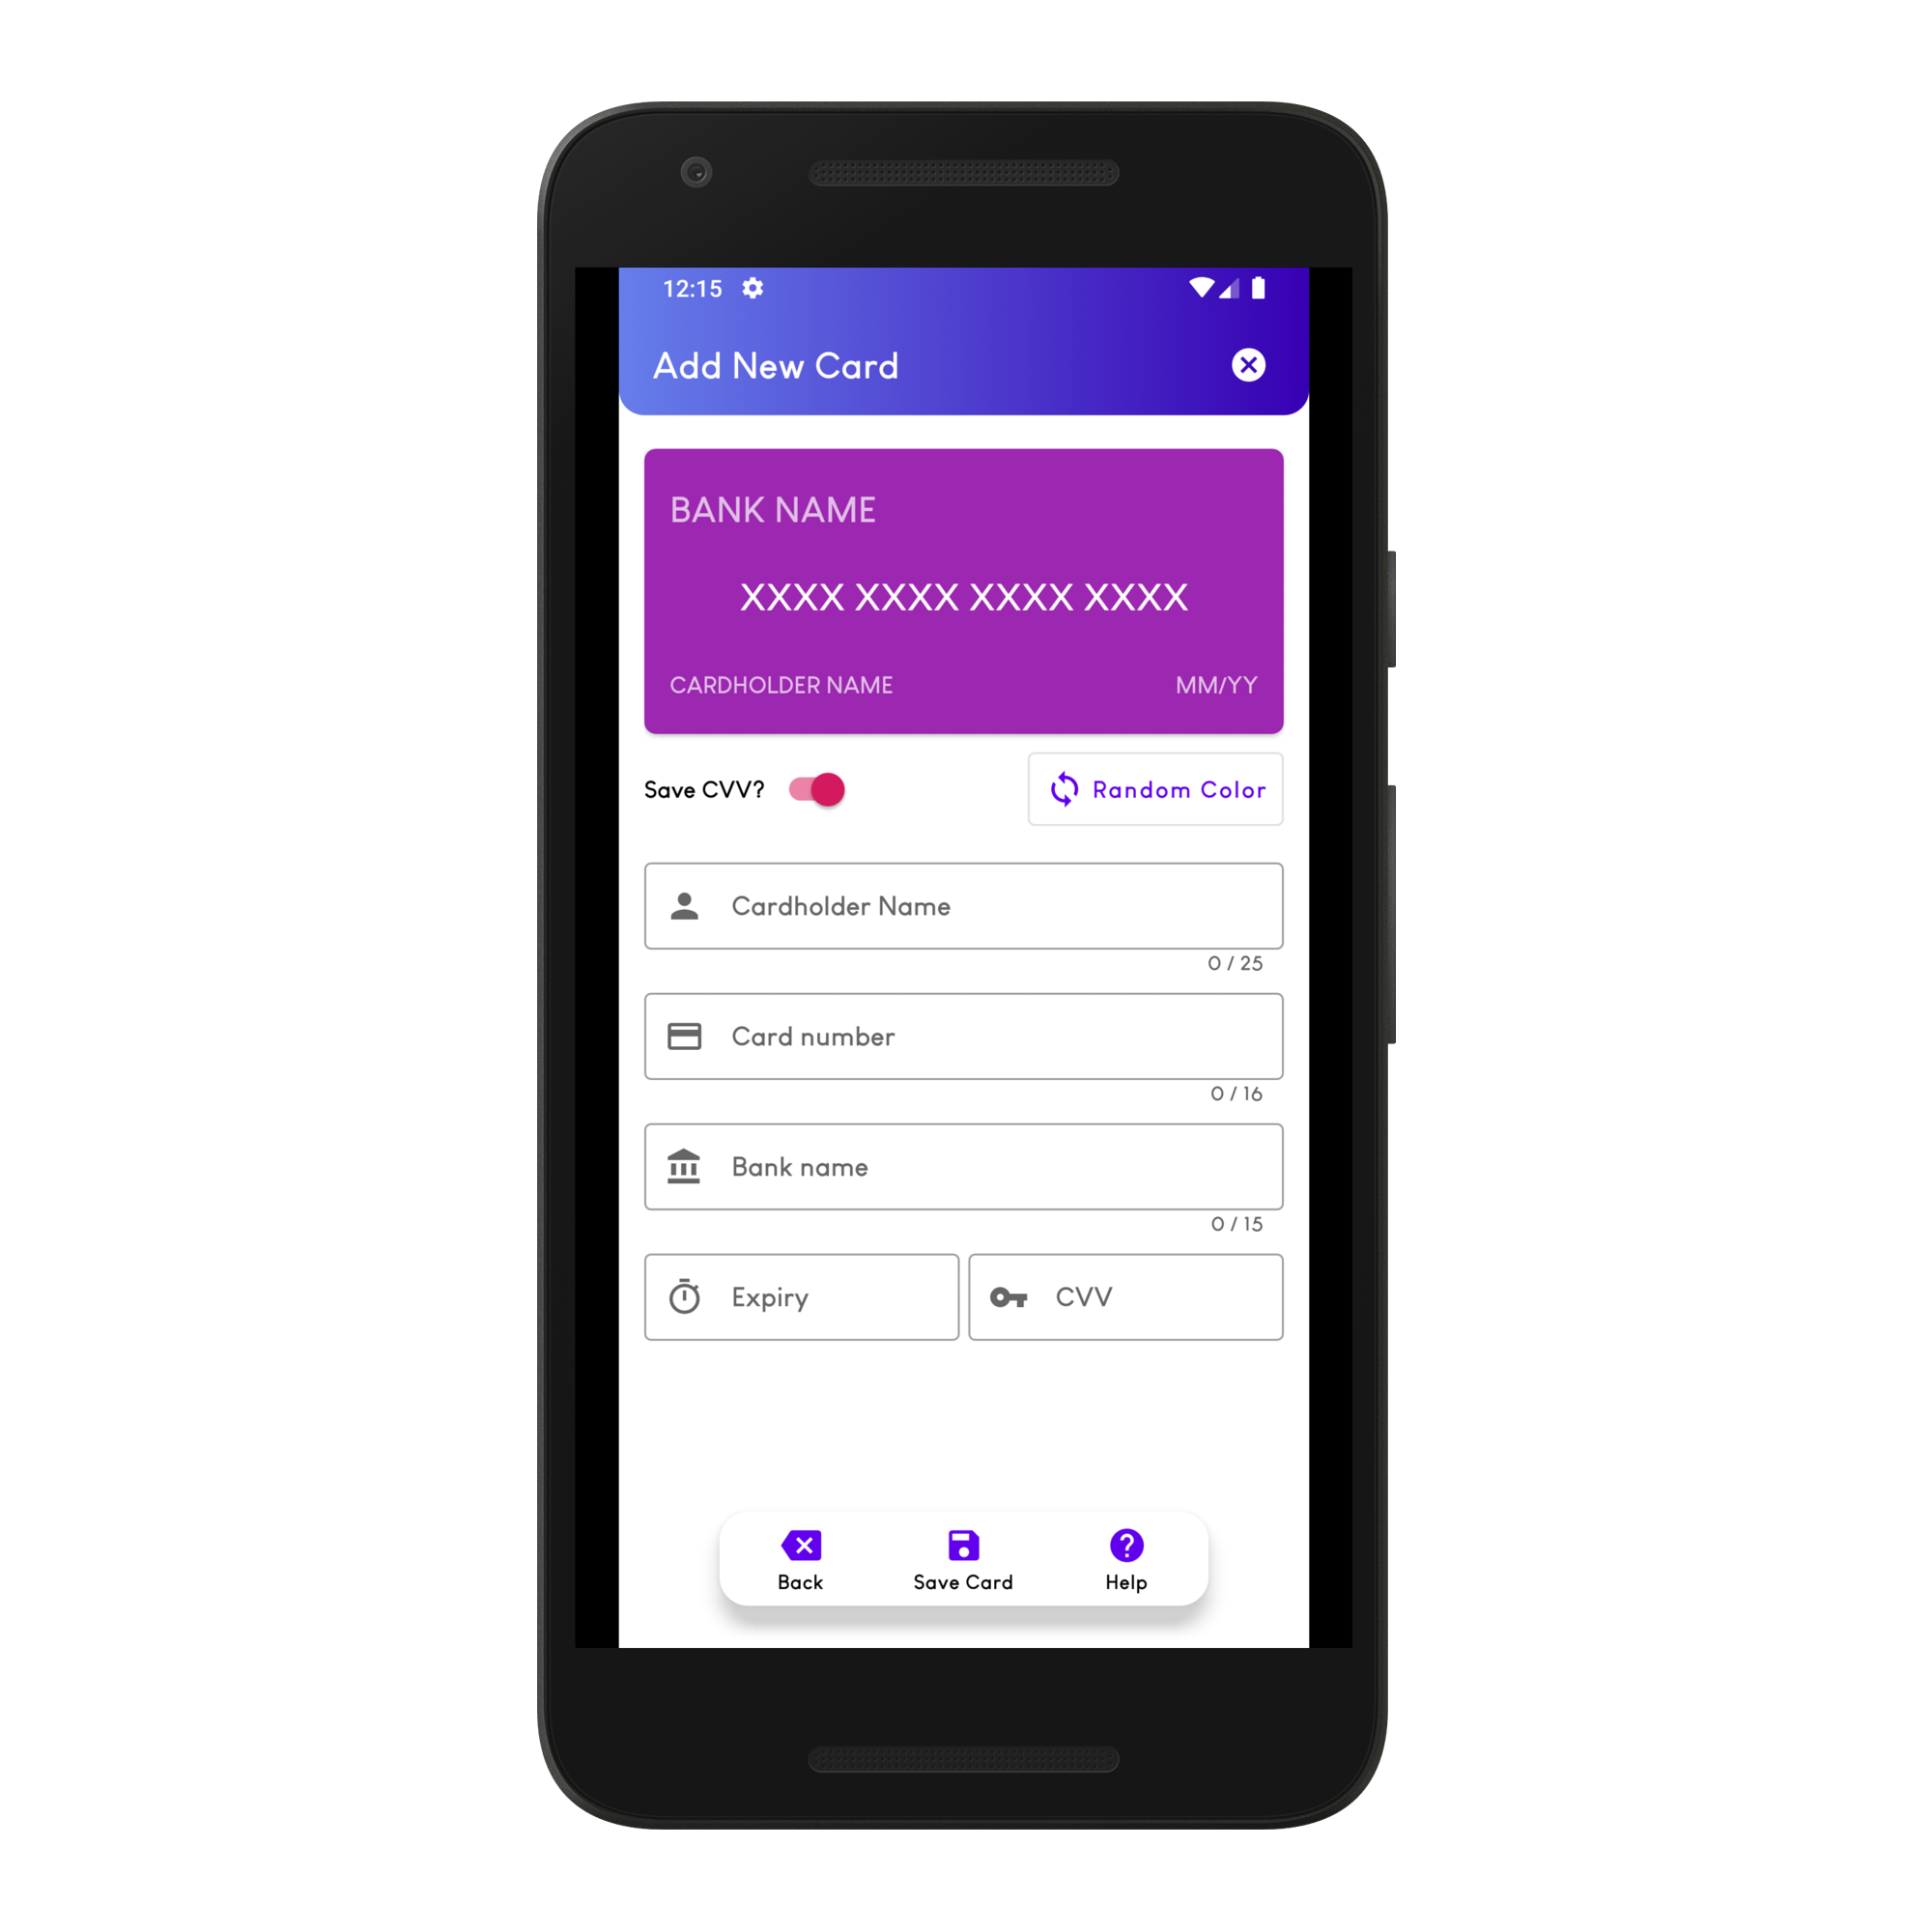 12:15
Add New Card
BANK NAME
XXXX XXXX XXXX XXXX
CARDHOLDER NAME MM/YY
Save CVV? Random Color
Cardholder Name
0 / 25
Card number
0 / 16
Bank name
0 / 15
Expiry CVV
Back Save Card Help